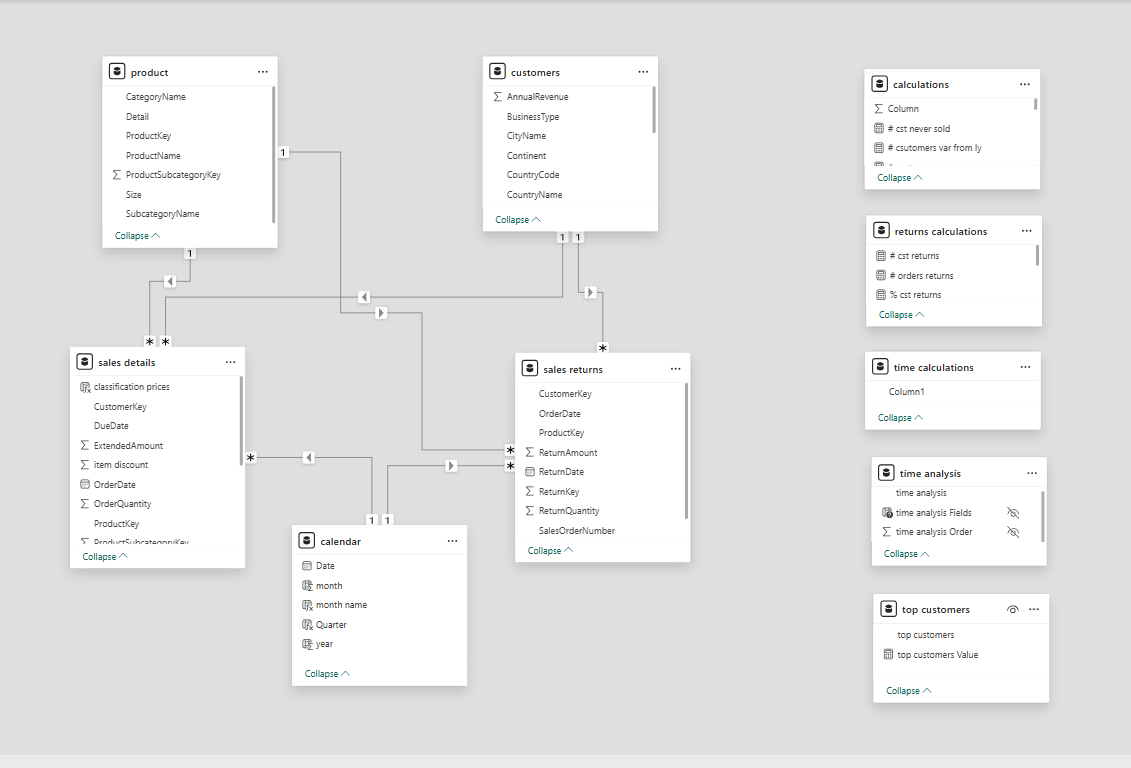 product
CategoryName
Detail
ProductKey
ProductName
ProductSubcategoryKey
Size
SubcategoryName
Collapse
1
1
customers
AnnualRevenue
BusinessType
CityName
Continent
CountryCode
CountryName
Collapse
1 1
calculations
Column
# cst never sold
# csutomers var from ly
Collapse
returns calculations
# cst returns
# orders returns
% cst returns
Collapse
* *
sales details
classification prices
CustomerKey
DueDate
ExtendedAmount
item discount
OrderDate
OrderQuantity
ProductKey
ProductSubcategoryKey
Collapse
*
*
sales returns
CustomerKey
OrderDate
ProductKey
ReturnAmount
ReturnDate
ReturnKey
ReturnQuantity
SalesOrderNumber
Collapse
*
*
time calculations
Column1
Collapse
time analysis
time analysis
time analysis Fields
time analysis Order
Collapse
1 1
calendar
Date
month
month name
Quarter
year
Collapse
top customers
top customers
top customers Value
Collapse